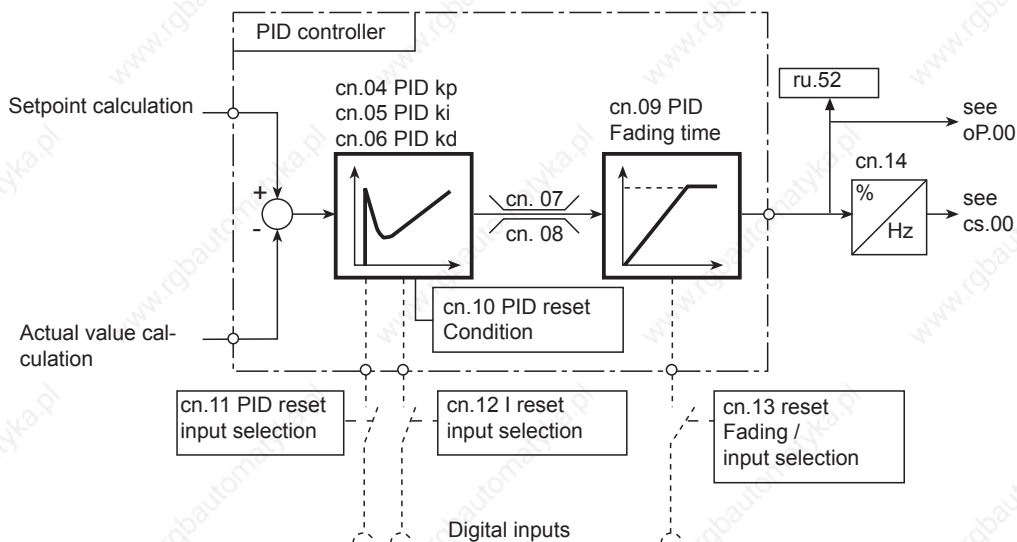 PID controller
Setpoint calculation
cn.04 PID kp
cn.05 PID ki
cn.06 PID kd
cn.09 PID
Fading time
ru.52
see
oP.00
cn.14
%
Hz
see
cs.00
+
-
cn. 07
cn. 08
cn.10 PID reset
Condition
Actual value cal-
culation
cn.11 PID reset
input selection
cn.12 I reset
input selection
cn.13 reset
Fading /
input selection
Digital inputs
www.rgbautomatyka.pl